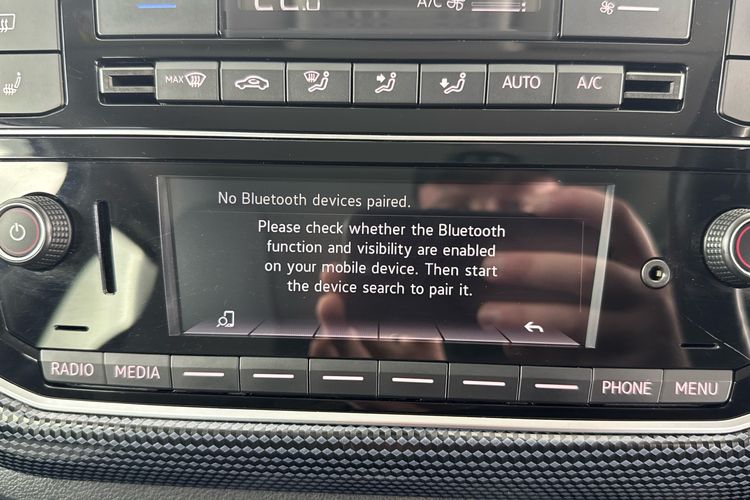 A/C
MAX
AUTO
A/C
No Bluetooth devices paired.
Please check whether the Bluetooth
function and visibility are enabled
on your mobile device. Then start
the device search to pair it.
RADIO
MEDIA
PHONE
MENU